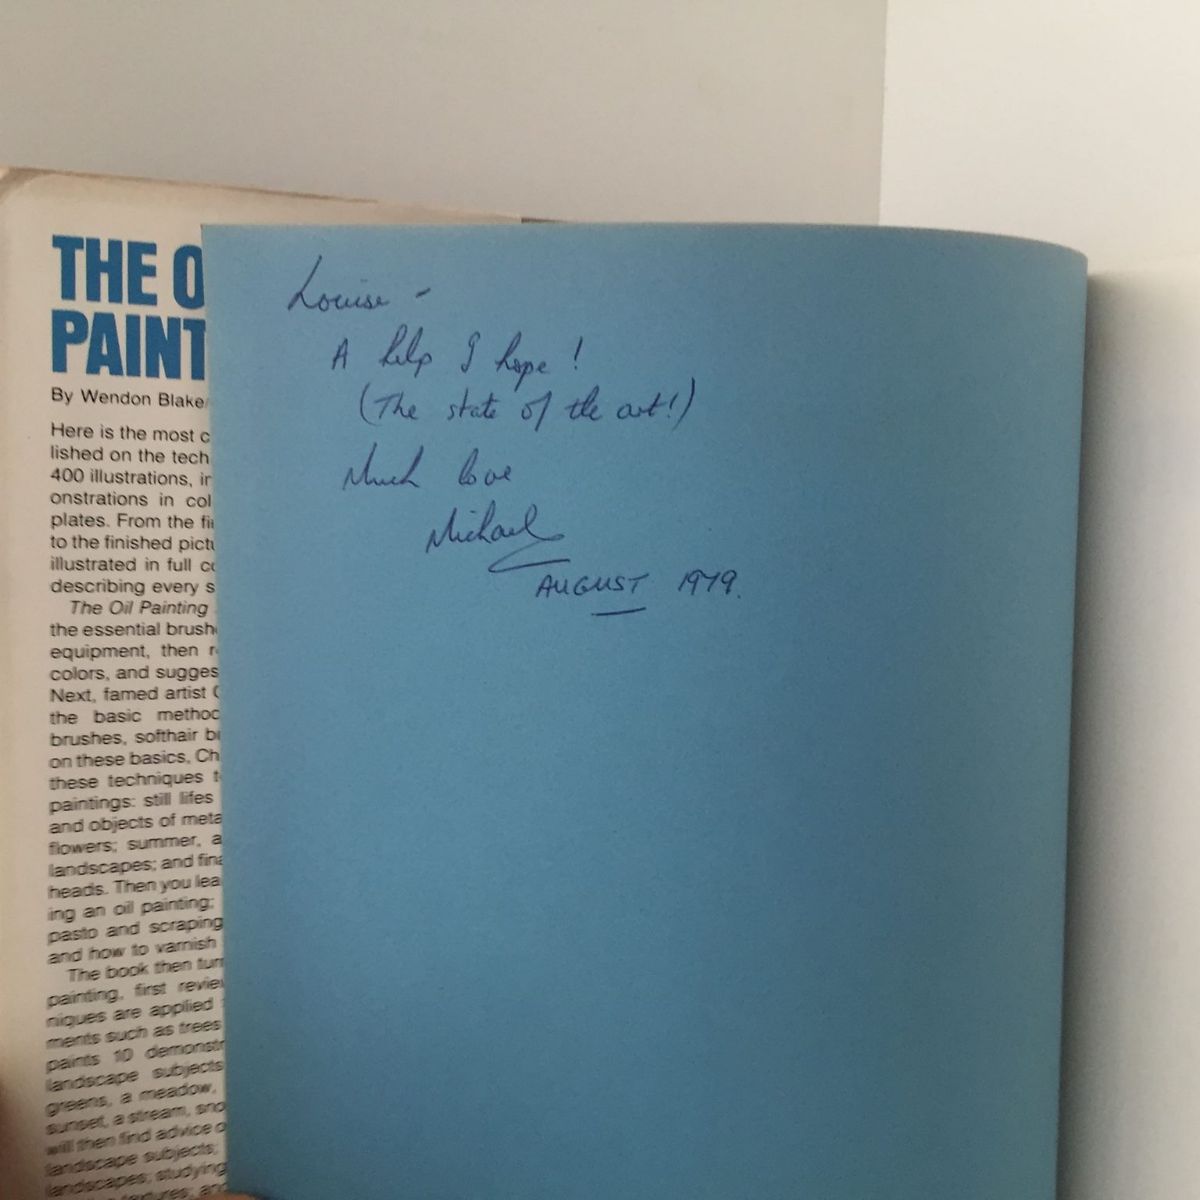 THE O
PAINT
By Wendon Blake/
Here is the most c
lished on the tech
400 illustrations, in
onstrations in col
plates. From the fi
to the finished pictu
illustrated in full co
describing every s
The Oil Painting
the essential brush
equipment, then r
colors, and sugges
Next, famed artist
the basic method
brushes, softhair b
on these basics, Ch
these techniques t
paintings: still lifes
and objects of meta
flowers; summer, a
landscapes; and fina
heads. Then you lea
ing an oil painting;
pasto and scraping
and how to varnish
The book then turn
painting, first review
niques are applied
ments such as trees
paints 10 demonstr
landscape subjects
greens, a meadow,
sunset, a stream, sno
will then find advice o
landscape subjects;
landscapes; studying
textures; and
Louise -
A help I hope!
(The state of the art!)
Much love
Michael
AUGUST 1979.